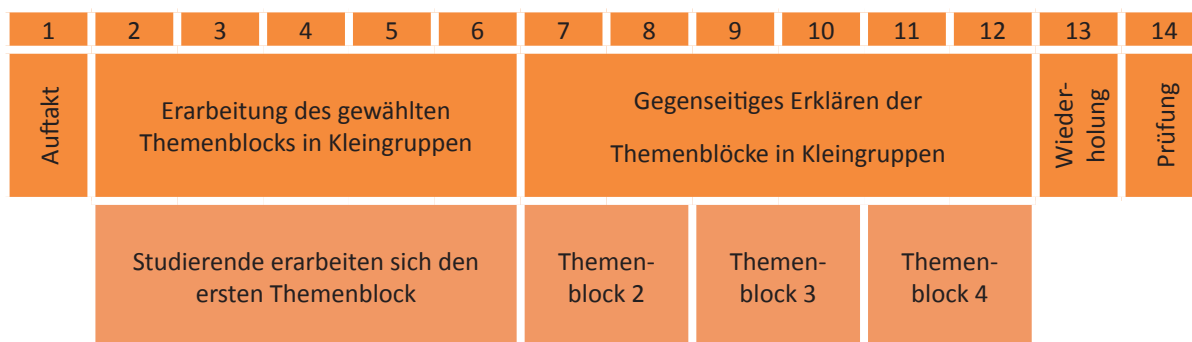 1 2 3 4 5 6 7 8 9 10 11 12 13 14
Auftakt
Erarbeitung des gewählten
Themenblocks in Kleingruppen
Gegenseitiges Erklären der
Themenblöcke in Kleingruppen
Wieder-
holung
Prüfung
Studierende erarbeiten sich den
ersten Themenblock
Themen-
block 2
Themen-
block 3
Themen-
block 4